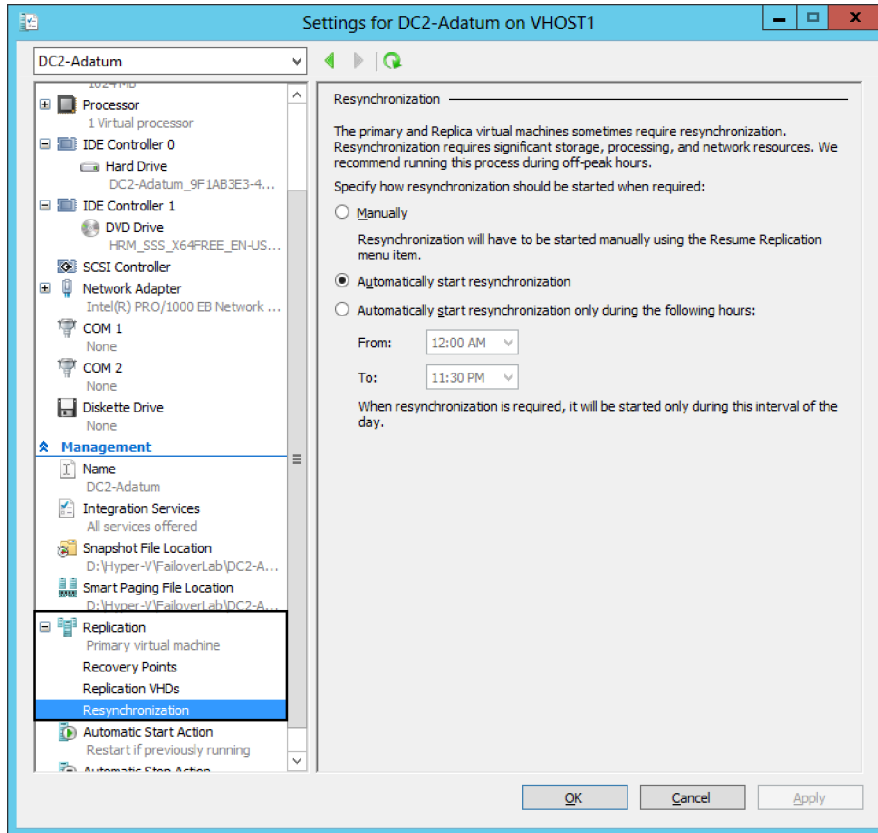 Settings for DC2-Adatum on VHOST1
DC2-Adatum
1024 MB
Processor
1 Virtual processor
IDE Controller 0
Hard Drive
DC2-Adatum_9F1AB3E3-4...
IDE Controller 1
DVD Drive
HRM_SSS_X64FREE_EN-US...
SCSI Controller
Network Adapter
Intel(R) PRO/1000 EB Network ...
COM 1
None
COM 2
None
Diskette Drive
None
Management
Name
DC2-Adatum
Integration Services
All services offered
Snapshot File Location
D:\Hyper-V\FailoverLab\DC2-A...
Smart Paging File Location
D:\Hyper-V\FailoverLab\DC2-A...
Replication
Primary virtual machine
Recovery Points
Replication VHDs
Resynchronization
Automatic Start Action
Restart if previously running
Automatic Stop Action
Resynchronization
The primary and Replica virtual machines sometimes require resynchronization.
Resynchronization requires significant storage, processing, and network resources. We
recommend running this process during off-peak hours.
Specify how resynchronization should be started when required:
Manually
Resynchronization will have to be started manually using the Resume Replication
menu item.
Automatically start resynchronization
Automatically start resynchronization only during the following hours:
From: 12:00 AM
To: 11:30 PM
When resynchronization is required, it will be started only during this interval of the
day.
OK Cancel Apply